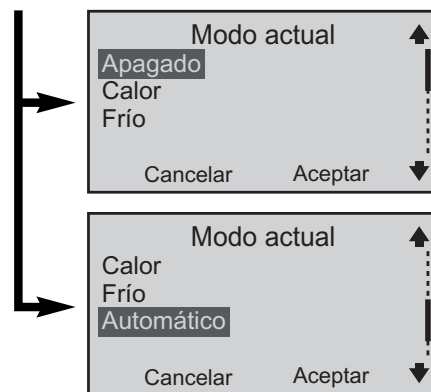 Modo actual
Apagado
Calor
Frío
Cancelar Aceptar
Modo actual
Calor
Frío
Automático
Cancelar Aceptar